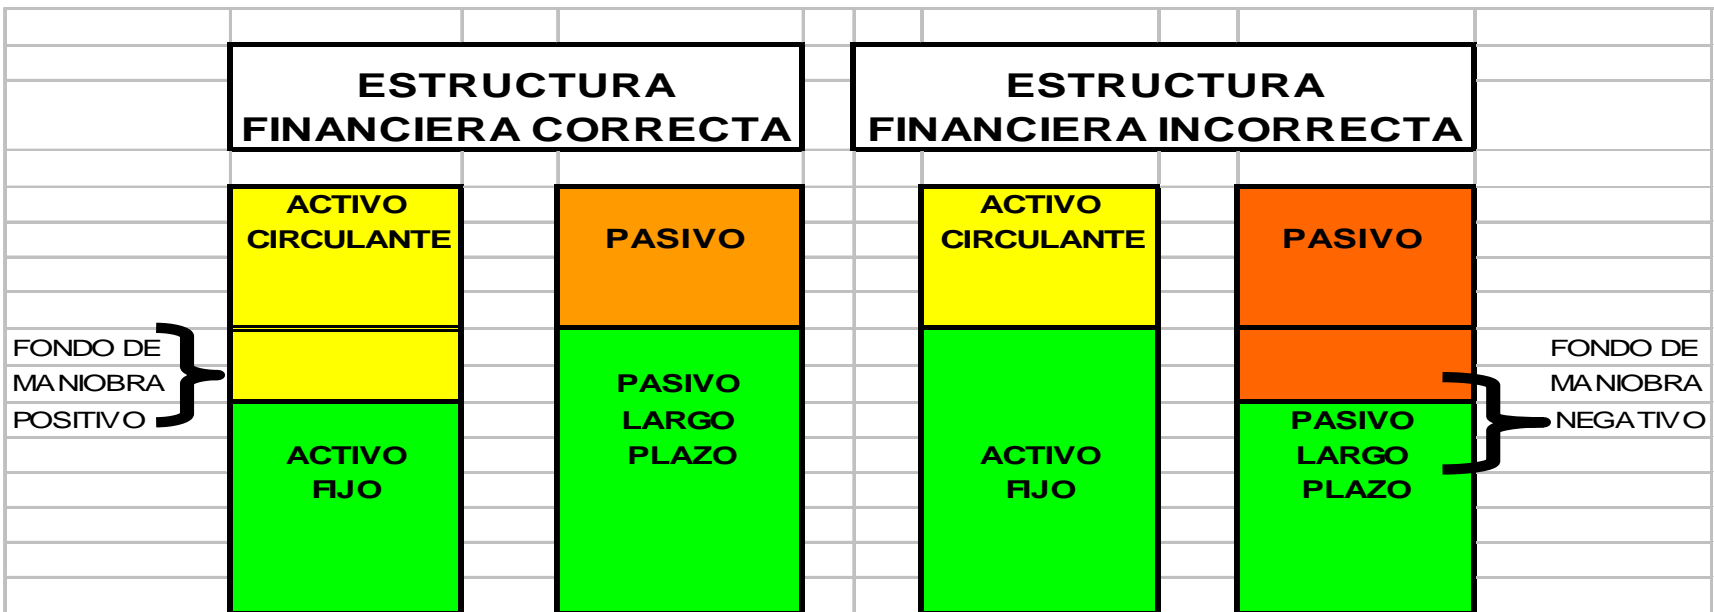 ESTRUCTURA
FINANCIERA CORRECTA
ESTRUCTURA
FINANCIERA INCORRECTA
ACTIVO
CIRCULANTE
PASIVO
ACTIVO
CIRCULANTE
PASIVO
FONDO DE
MANIOBRA
POSITIVO
PASIVO
LARGO
PLAZO
ACTIVO
FIJO
ACTIVO
FIJO
PASIVO
LARGO
PLAZO
FONDO DE
MANIOBRA
NEGATIVO